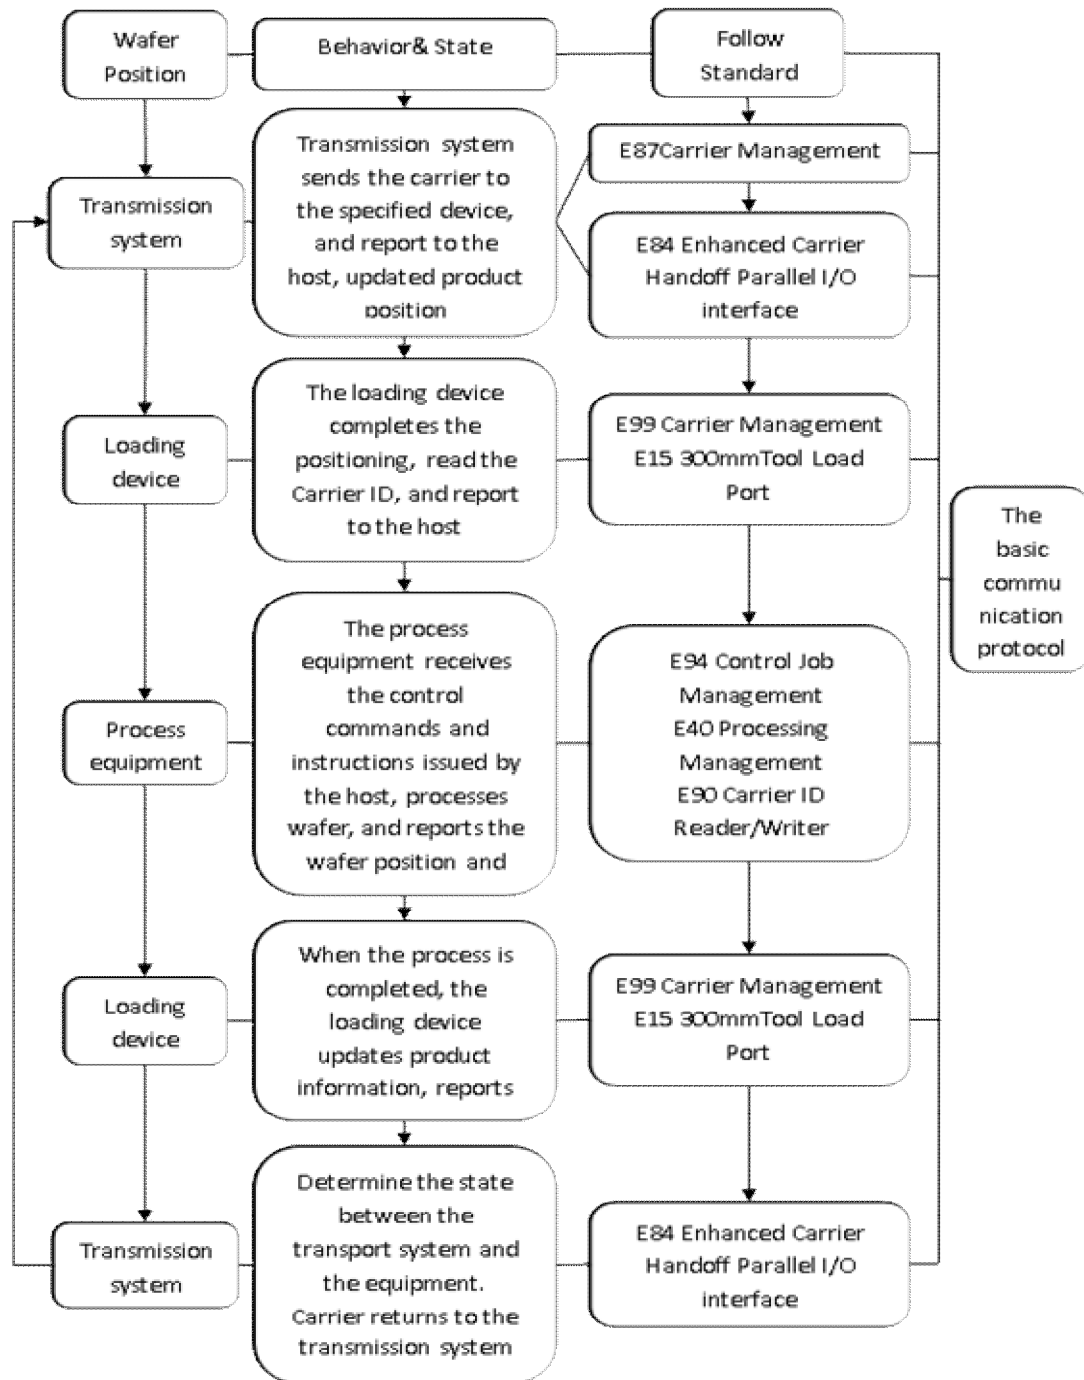 Wafer
Position
Behavior& State
Follow
Standard
Transmission
system
Transmission system
sends the carrier to
the specified device,
and report to the
host, updated product
position
E87Carrier Management
E84 Enhanced Carrier
Handoff Parallel I/O
interface
Loading
device
The loading device
completes the
positioning, read the
Carrier ID, and report
to the host
E99 Carrier Management
E15 300mmTool Load
Port
The
basic
commu
nication
protocol
Process
equipment
The process
equipment receives
the control
commands and
instructions issued by
the host, processes
wafer, and reports the
wafer position and
E94 Control Job
Management
E40 Processing
Management
E90 Carrier ID
Reader/Writer
Loading
device
When the process is
completed, the
loading device
updates product
information, reports
E99 Carrier Management
E15 300mmTool Load
Port
Transmission
system
Determine the state
between the
transport system and
the equipment.
Carrier returns to the
transmission system
E84 Enhanced Carrier
Handoff Parallel I/O
interface